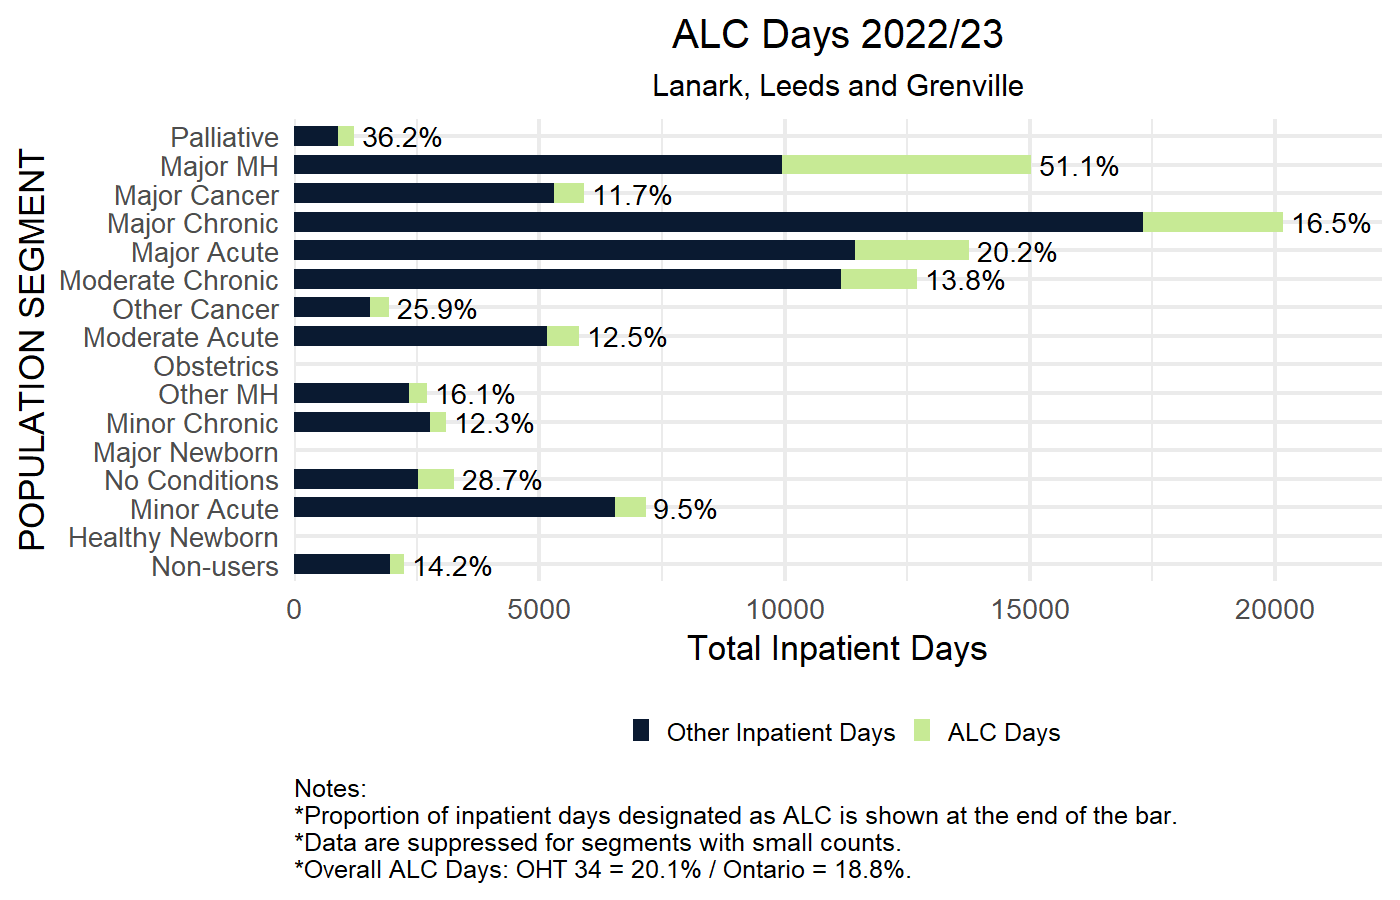 ALC Days 2022/23
Lanark, Leeds and Grenville
POPULATION SEGMENT
Palliative 36.2%
Major MH 51.1%
Major Cancer 11.7%
Major Chronic 16.5%
Major Acute 20.2%
Moderate Chronic 13.8%
Other Cancer 25.9%
Moderate Acute 12.5%
Obstetrics
Other MH 16.1%
Minor Chronic 12.3%
Major Newborn
No Conditions 28.7%
Minor Acute 9.5%
Healthy Newborn
Non-users 14.2%
0 5000 10000 15000 20000
Total Inpatient Days
Other Inpatient Days ALC Days
Notes:
*Proportion of inpatient days designated as ALC is shown at the end of the bar.
*Data are suppressed for segments with small counts.
*Overall ALC Days: OHT 34 = 20.1% / Ontario = 18.8%.